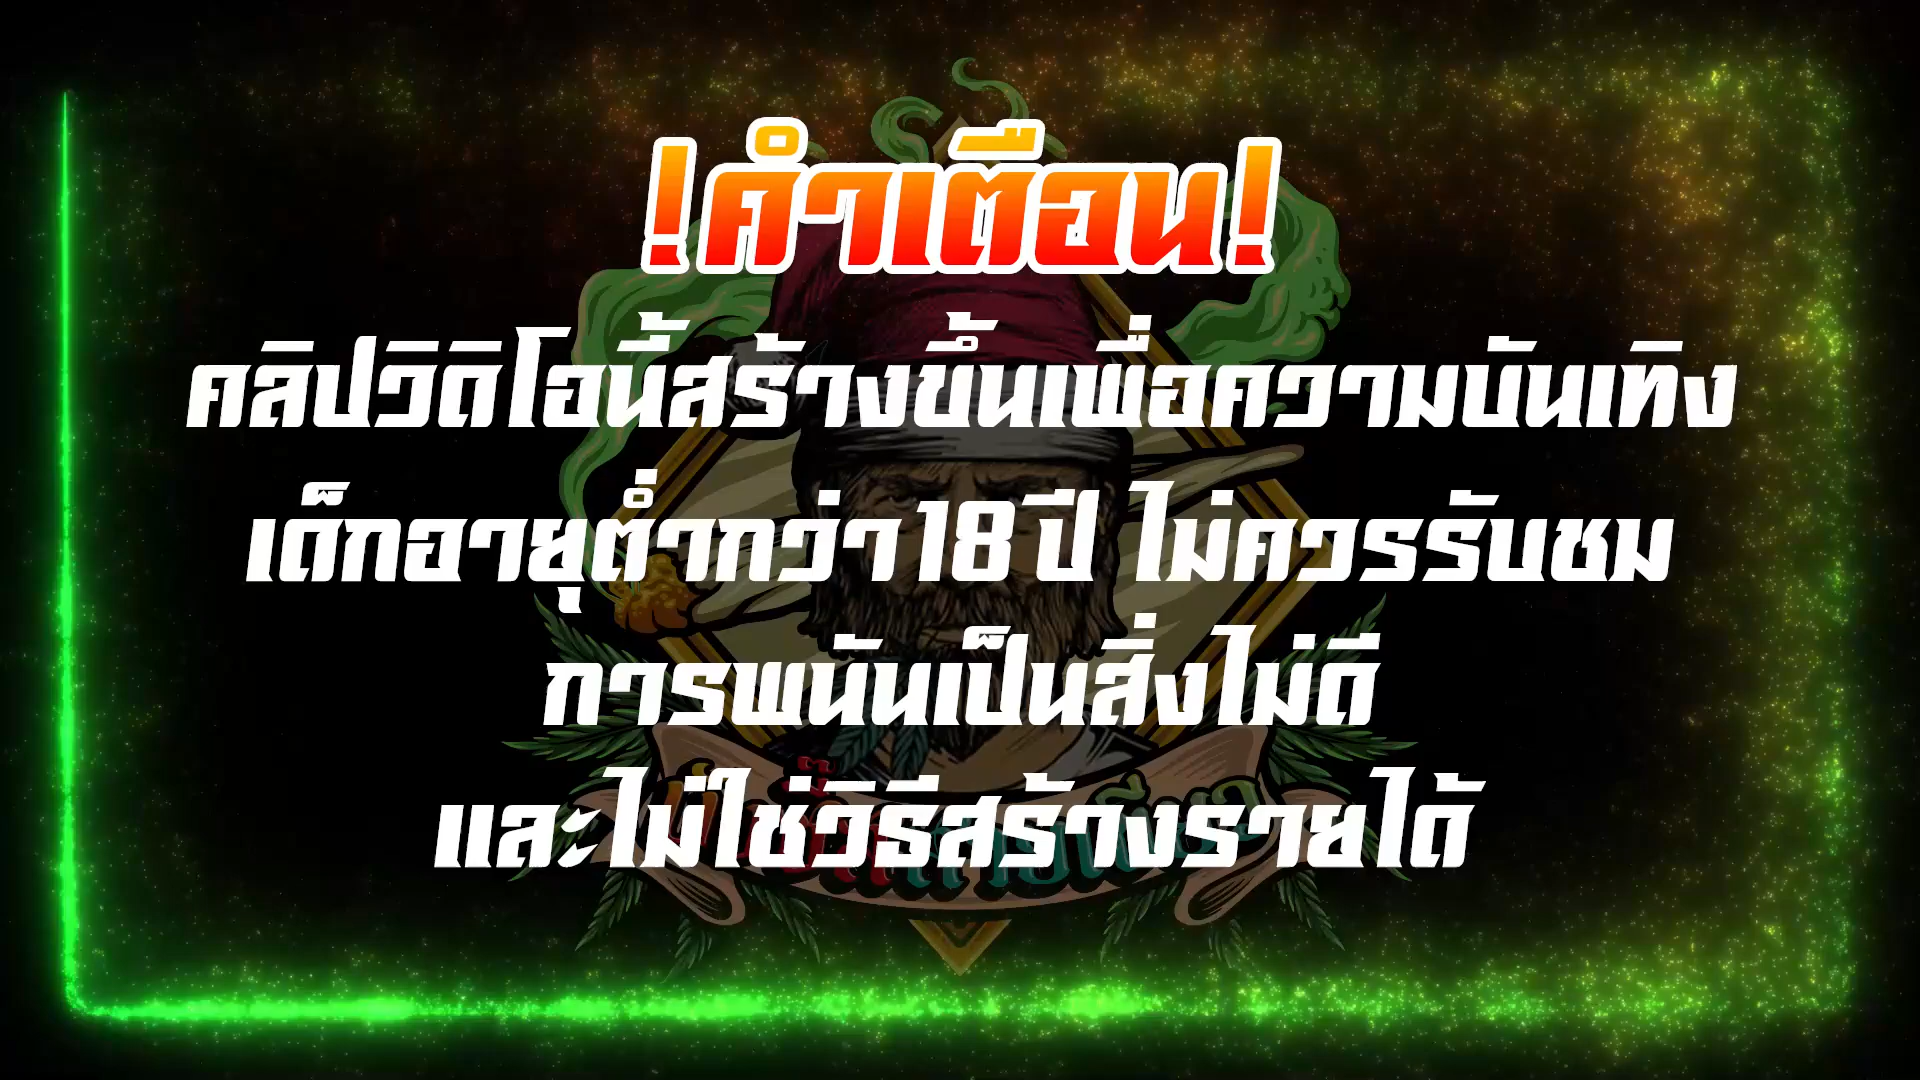 !คำเตือน!
คลิปวิดิโอนี้สร้างขึ้นเพื่อความบันเทิง
เด็กอายุต่ำกว่า 18 ปี ไม่ควรรับชม
การพนันเป็นสิ่งไม่ดี
และไม่ใช่วิธีสร้างรายได้